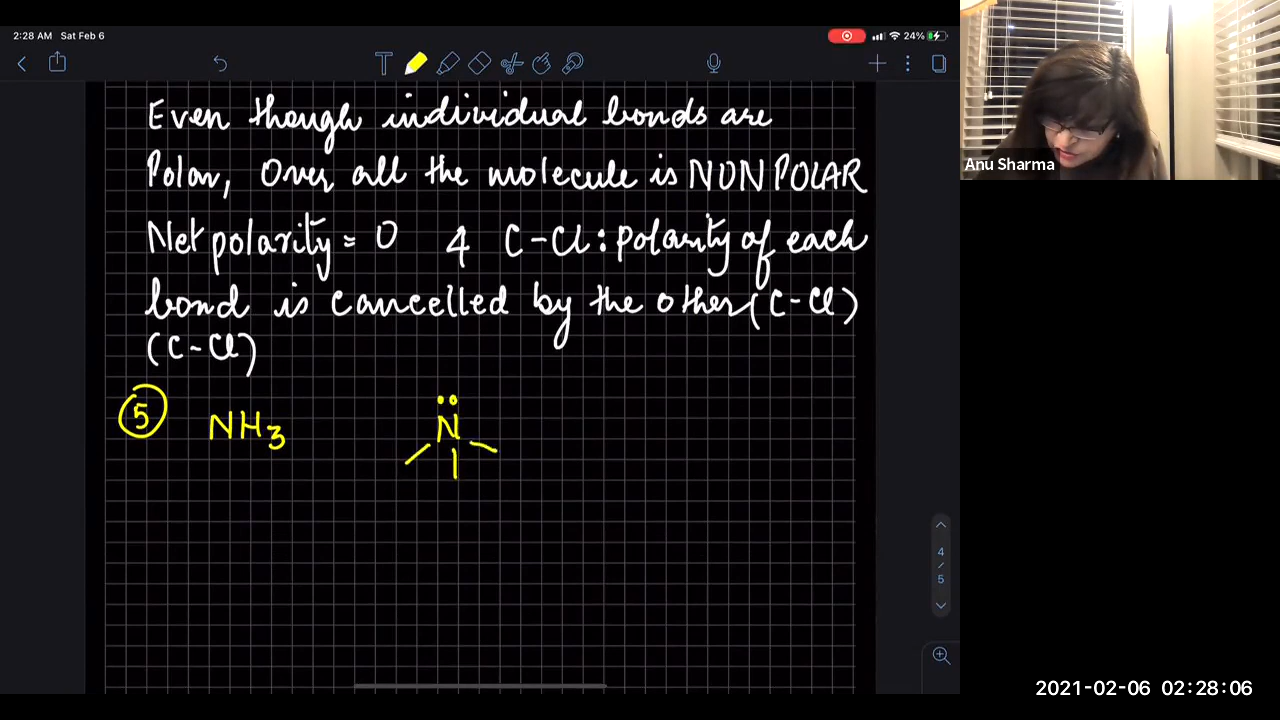 2:28 AM Sat Feb 6
24%
T
Even though individual bonds are
Polar, Over all the molecule is NONPOLAR
Net polarity = 0 4 C-Cl: polarity of each
bond is cancelled by the other (C-Cl)
(C-Cl)
5 NH3
N
4
/
5
Anu Sharma
2021-02-06 02:28:06